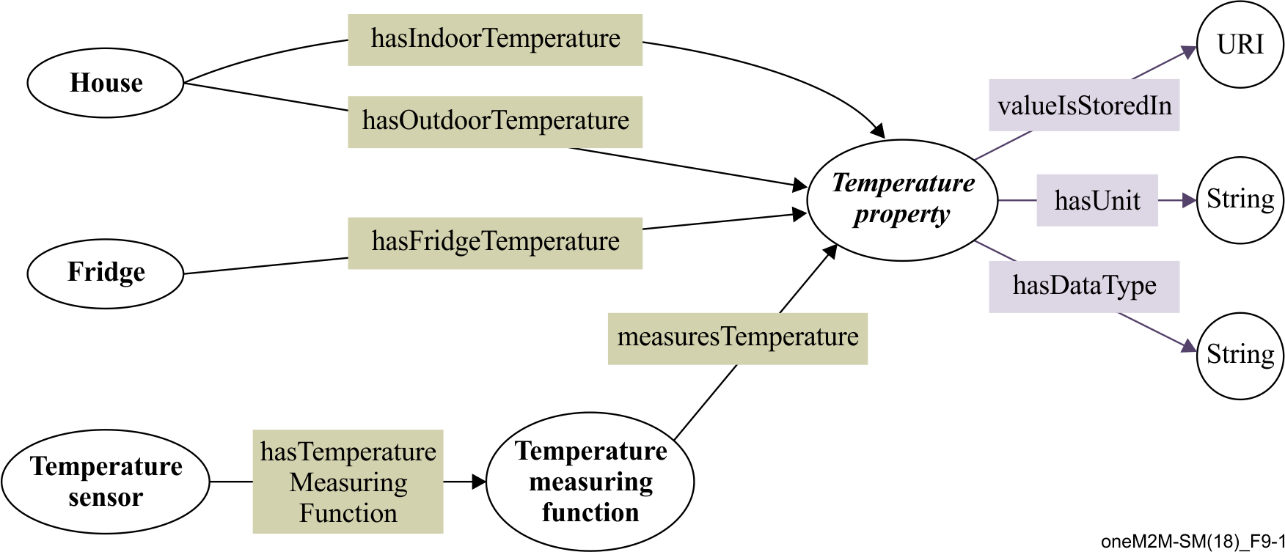 hasIndoorTemperature
House
hasOutdoorTemperature
URI
valueIsStoredIn
Temperature
property
hasUnit
String
hasFridgeTemperature
Fridge
hasDataType
measuresTemperature
String
Temperature
sensor
hasTemperature
Measuring
Function
Temperature
measuring
function
oneM2M-SM(18)_F9-1